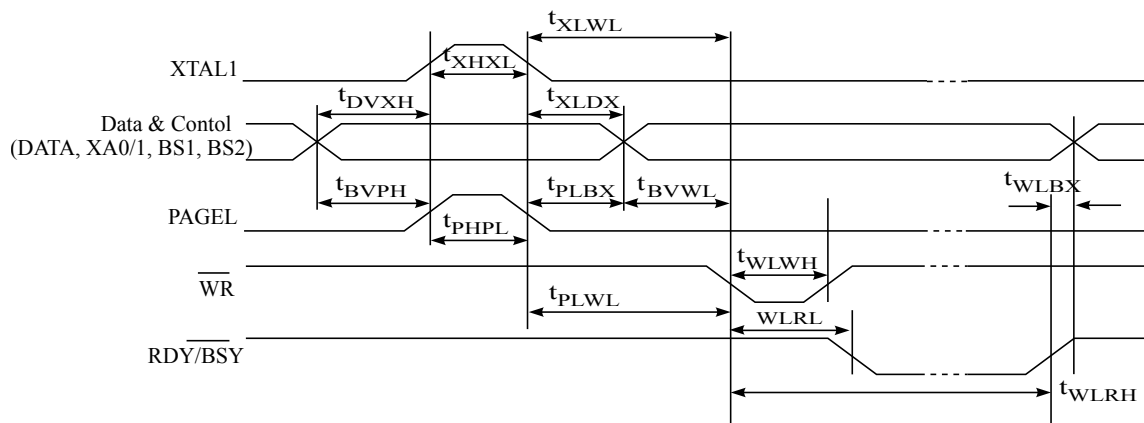 tXLWL
XTAL1
tXHXL
tDVXH
tXLDX
Data & Contol
(DATA, XA0/1, BS1, BS2)
tBVPH
tPLBX
tBVWL
tWLBX
PAGEL
tPHPL
WR
tWLWH
tPLWL
WLRL
RDY/BSY
tWLRH